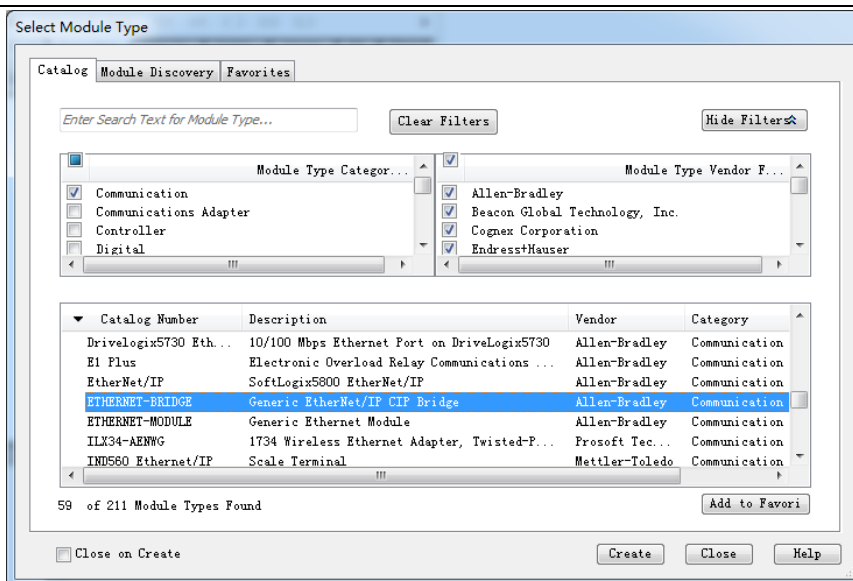 Select Module Type
Catalog Module Discovery Favorites
Enter Search Text for Module Type... Clear Filters Hide Filters
Module Type Categor... Module Type Vendor F...
Communication Allen-Bradley
Communications Adapter Beacon Global Technology, Inc.
Controller Cognex Corporation
Digital Endress+Hauser
Catalog Number Description Vendor Category
Drivelogix5730 Eth... 10/100 Mbps Ethernet Port on DriveLogix5730 Allen-Bradley Communication
E1 Plus Electronic Overload Relay Communications ... Allen-Bradley Communication
EtherNet/IP SoftLogix5800 EtherNet/IP Allen-Bradley Communication
ETHERNET-BRIDGE Generic EtherNet/IP CIP Bridge Allen-Bradley Communication
ETHERNET-MODULE Generic Ethernet Module Allen-Bradley Communication
ILX34-AENWG 1734 Wireless Ethernet Adapter, Twisted-P... Prosoft Tec... Communication
IND560 Ethernet/IP Scale Terminal Mettler-Toledo Communication
59 of 211 Module Types Found Add to Favori
Close on Create Create Close Help